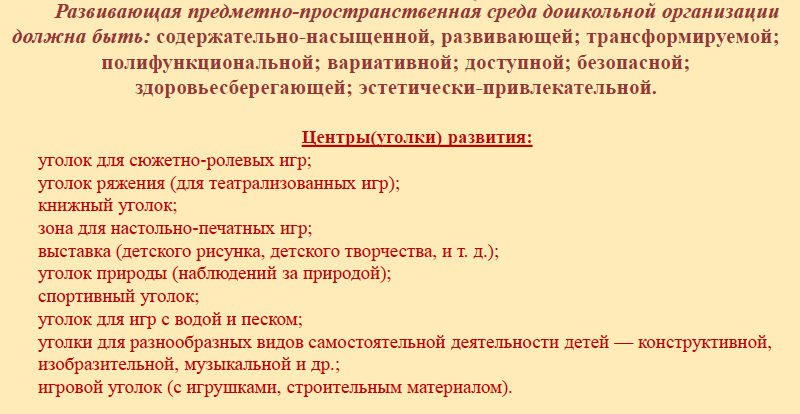 Развивающая предметно-пространственная среда дошкольной организации
должна быть: содержательно-насыщенной, развивающей; трансформируемой;
полифункциональной; вариативной; доступной; безопасной;
здоровьесберегающей; эстетически-привлекательной.
Центры(уголки) развития:
уголок для сюжетно-ролевых игр;
уголок ряжения (для театрализованных игр);
книжный уголок;
зона для настольно-печатных игр;
выставка (детского рисунка, детского творчества, и т. д.);
уголок природы (наблюдений за природой);
спортивный уголок;
уголок для игр с водой и песком;
уголки для разнообразных видов самостоятельной деятельности детей — конструктивной,
изобразительной, музыкальной и др.;
игровой уголок (с игрушками, строительным материалом).